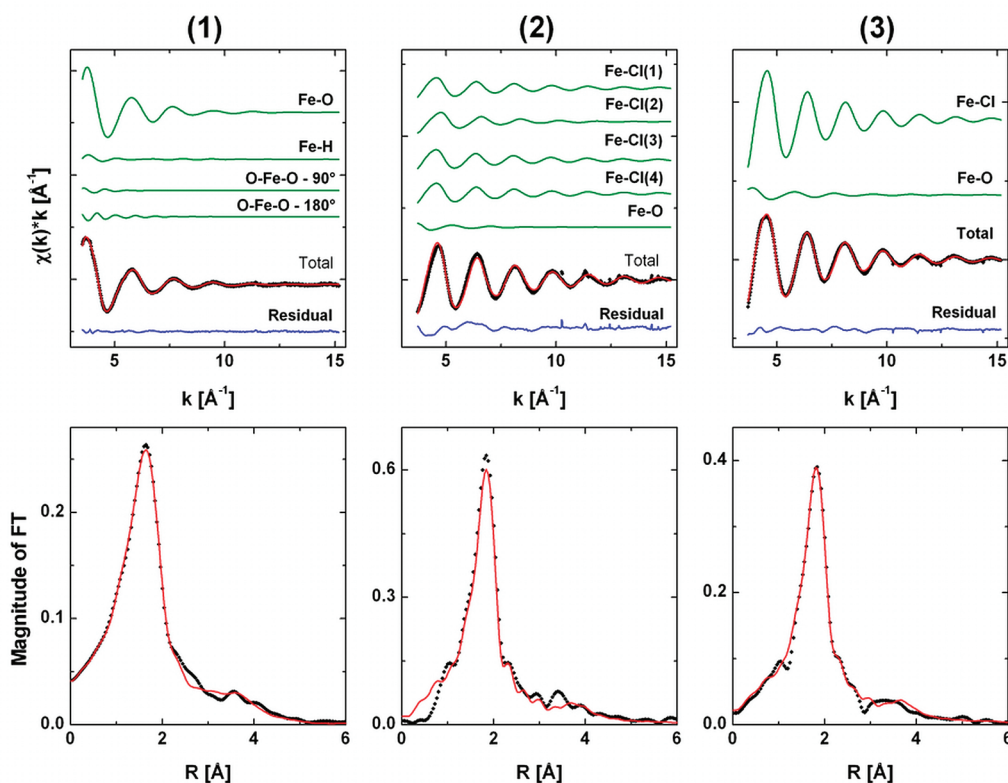 (1) (2) (3)
χ(k)*k [Å⁻¹]
Fe-O
Fe-H
O-Fe-O - 90°
O-Fe-O - 180°
Total
Residual
5 10 15
k [Å⁻¹]
Fe-Cl(1)
Fe-Cl(2)
Fe-Cl(3)
Fe-Cl(4)
Fe-O
Total
Residual
5 10 15
k [Å⁻¹]
Fe-Cl
Fe-O
Total
Residual
5 10 15
k [Å⁻¹]
Magnitude of FT
0.2
0.1
0.0
0 2 4 6
R [Å]
0.6
0.3
0.0
0 2 4 6
R [Å]
0.4
0.2
0.0
0 2 4 6
R [Å]